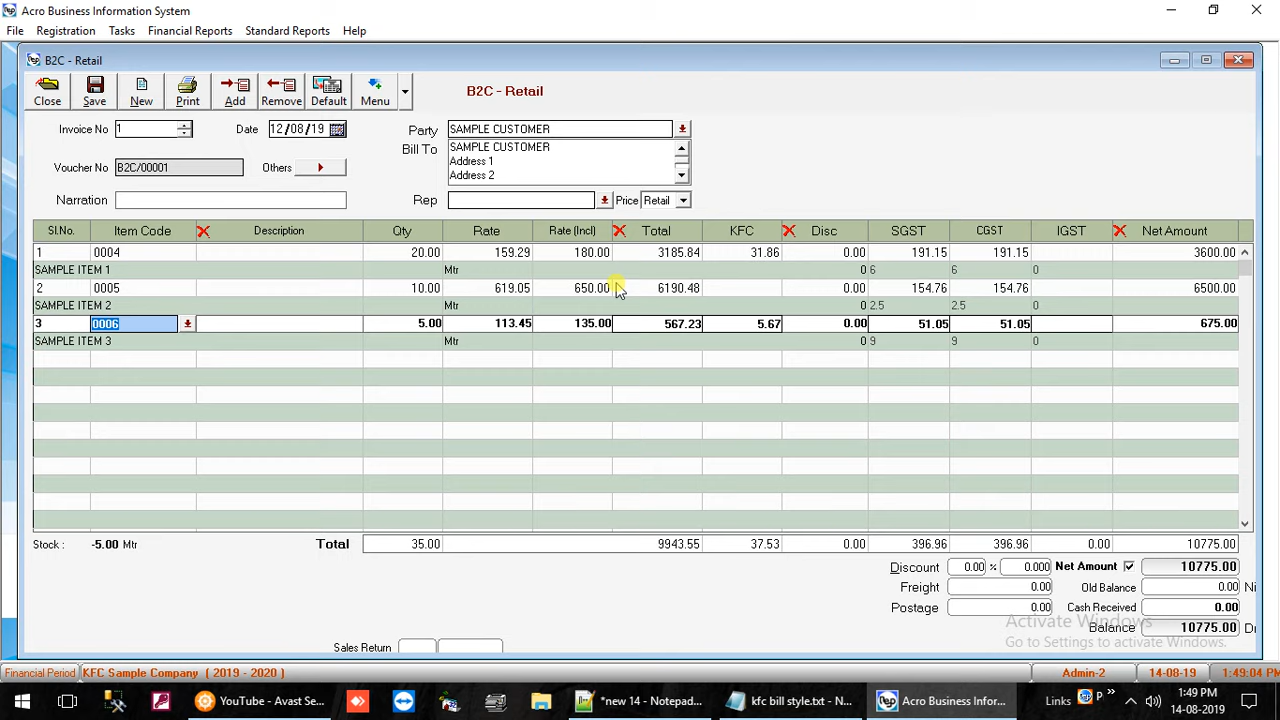 Acro Business Information System
File Registration Tasks Financial Reports Standard Reports Help
B2C - Retail
Close Save New Print Add Remove Default Menu
B2C - Retail
Invoice No 1 Date 12/08/19 Party SAMPLE CUSTOMER
Bill To SAMPLE CUSTOMER
Address 1
Address 2
Voucher No B2C/00001 Others
Narration Rep Price Retail
Sl.No. Item Code Description Qty Rate Rate (Incl) Total KFC Disc SGST CGST IGST Net Amount
1 0004 20.00 159.29 180.00 3185.84 31.86 0.00 191.15 191.15 3600.00
SAMPLE ITEM 1 Mtr 0 6 6 0
2 0005 10.00 619.05 650.00 6190.48 0.00 154.76 154.76 6500.00
SAMPLE ITEM 2 Mtr 0 2.5 2.5 0
3 0006 5.00 113.45 135.00 567.23 5.67 0.00 51.05 51.05 675.00
SAMPLE ITEM 3 Mtr 0 9 9 0
Stock : -5.00 Mtr Total 35.00 9943.55 37.53 0.00 396.96 396.96 0.00 10775.00
Discount 0.00 % 0.000 Net Amount 10775.00
Freight 0.00 Old Balance 0.00 Ni
Postage 0.00 Cash Received 0.00
Balance 10775.00 Dr
Activate Windows
Go to Settings to activate Windows.
Sales Return
Financial Period KFC Sample Company ( 2019 - 2020 ) Admin-2 14-08-19 1:49:04 PM
YouTube - Avast Se... *new 14 - Notepad... kfc bill style.txt - N... Acro Business Infor... Links P » 1:49 PM
14-08-2019